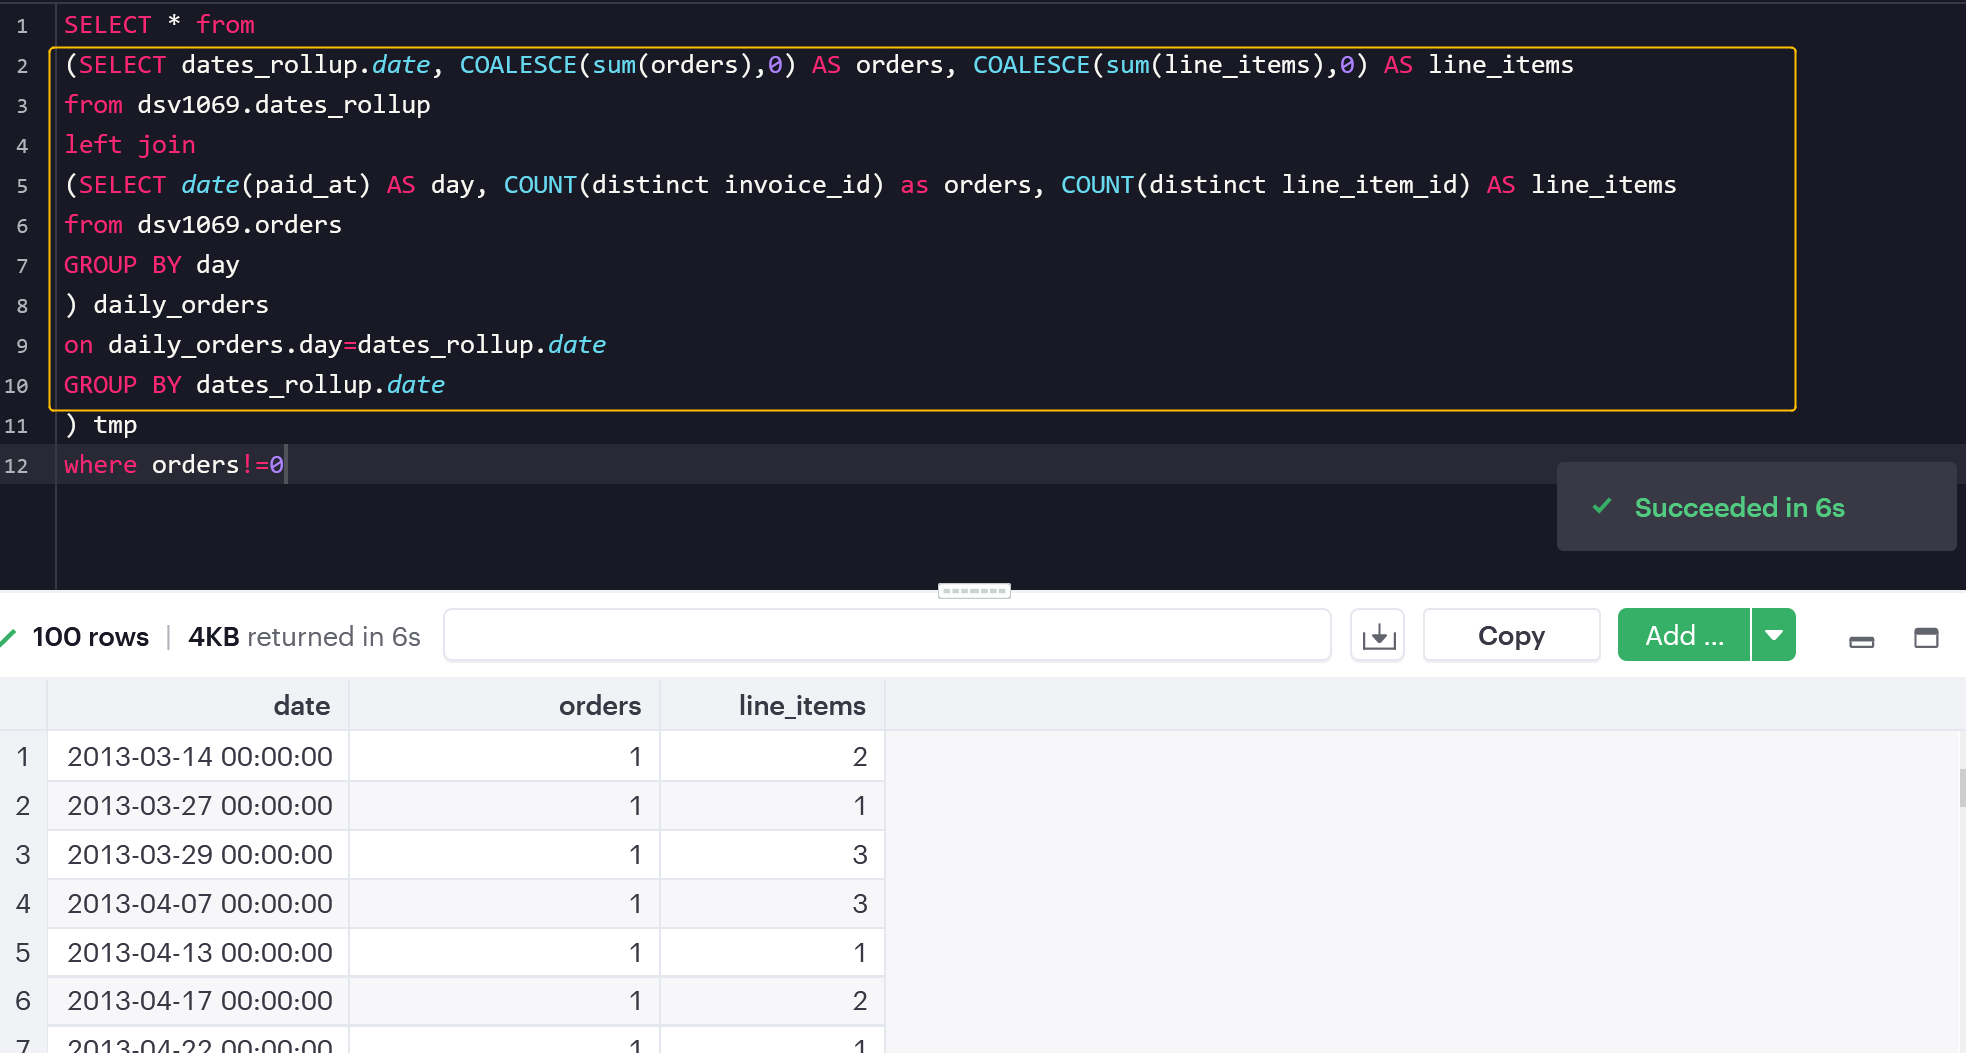 1 SELECT * from
2 (SELECT dates_rollup.date, COALESCE(sum(orders),0) AS orders, COALESCE(sum(line_items),0) AS line_items
3 from dsv1069.dates_rollup
4 left join
5 (SELECT date(paid_at) AS day, COUNT(distinct invoice_id) as orders, COUNT(distinct line_item_id) AS line_items
6 from dsv1069.orders
7 GROUP BY day
8 ) daily_orders
9 on daily_orders.day=dates_rollup.date
10 GROUP BY dates_rollup.date
11 ) tmp
12 where orders!=0
Succeeded in 6s
100 rows | 4KB returned in 6s Copy Add ...
date orders line_items
1 2013-03-14 00:00:00 1 2
2 2013-03-27 00:00:00 1 1
3 2013-03-29 00:00:00 1 3
4 2013-04-07 00:00:00 1 3
5 2013-04-13 00:00:00 1 1
6 2013-04-17 00:00:00 1 2
7 2013-04-22 00:00:00 1 1